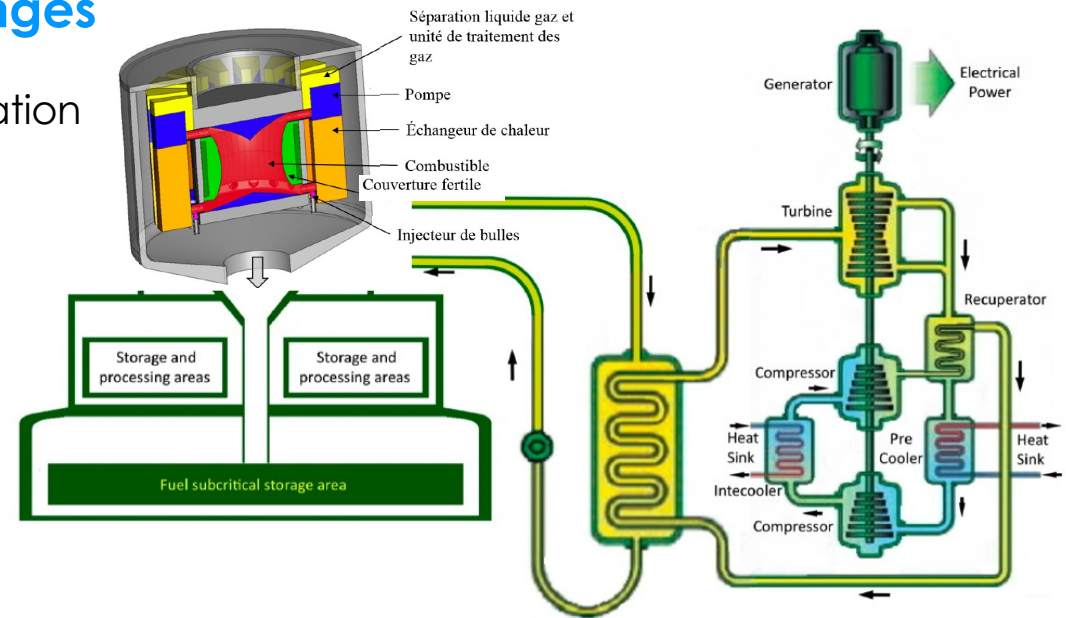 Séparation liquide gaz et
unité de traitement des
gaz
Pompe
Échangeur de chaleur
Combustible
Couverture fertile
Injecteur de bulles
Storage and
processing areas
Storage and
processing areas
Fuel subcritical storage area
Generator
Electrical
Power
Turbine
Recuperator
Compressor
Heat
Sink
Pre
Cooler
Heat
Sink
Intecooler
Compressor